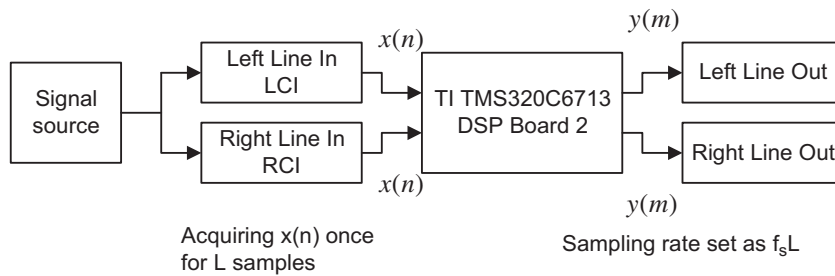 x(n)
y(m)
Signal
source
Left Line In
LCI
Right Line In
RCI
TI TMS320C6713
DSP Board 2
Left Line Out
Right Line Out
x(n)
y(m)
Acquiring x(n) once
for L samples
Sampling rate set as fsL